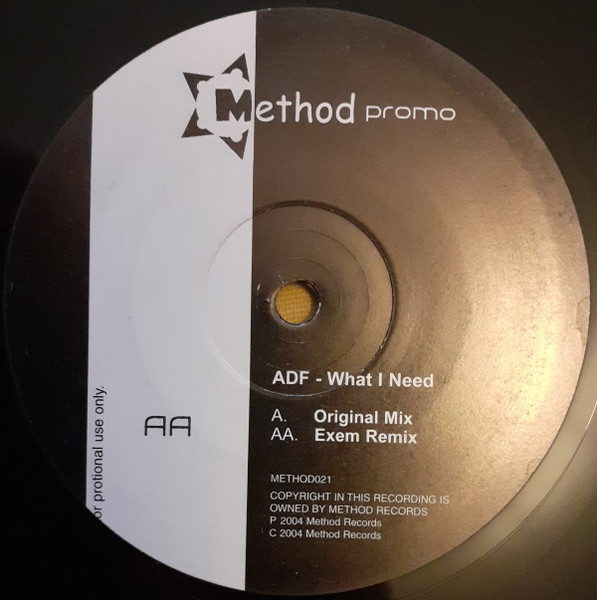 Method promo
ADF - What I Need
A. Original Mix
AA. Exem Remix
METHOD021
COPYRIGHT IN THIS RECORDING IS
OWNED BY METHOD RECORDS
P 2004 Method Records
C 2004 Method Records
AA
or protional use only.